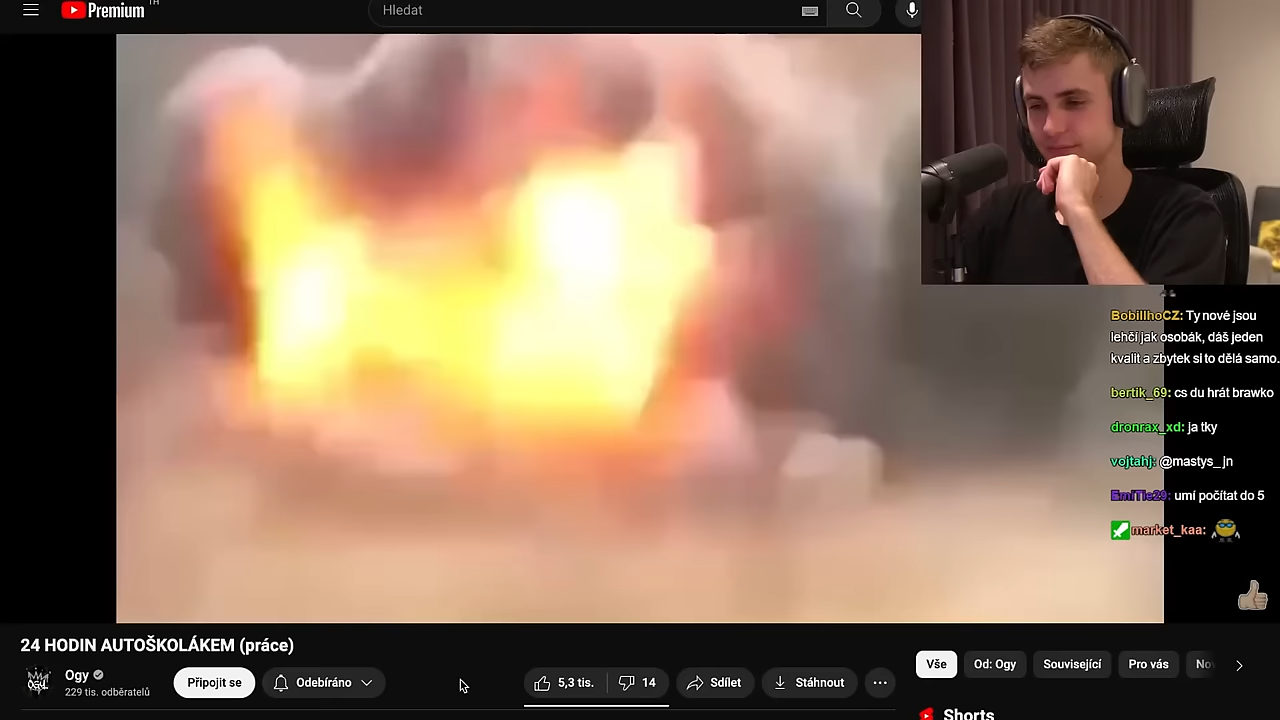 Premium TH
Hledat
BobillhoCZ: Ty nové jsou
lehčí jak osobák, dáš jeden
kvalt a zbytek si to dělá samo.
bertik_69: cs du hrát brawko
dronrax_xd: ja tky
vojtahj: @mastys_jn
EmiTie29: umí počítat do 5
market_kaa:
24 HODIN AUTOŠKOLÁKEM (práce)
Ogy
229 tis. odběratelů
Připojit se
Odebíráno
5,3 tis.
14
Sdílet
Stáhnout
Vše
Od: Ogy
Související
Pro vás
Shorts